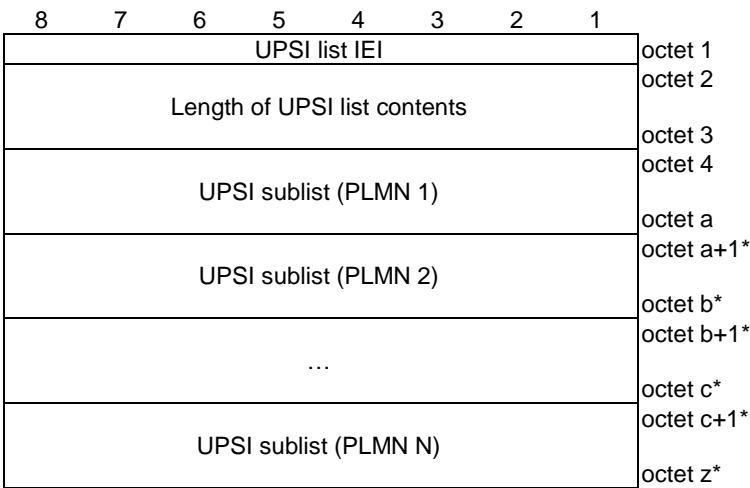 8 7 6 5 4 3 2 1
UPSI list IEI octet 1
octet 2
Length of UPSI list contents
octet 3
octet 4
UPSI sublist (PLMN 1)
octet a
octet a+1*
UPSI sublist (PLMN 2)
octet b*
octet b+1*
…
octet c*
octet c+1*
UPSI sublist (PLMN N)
octet z*